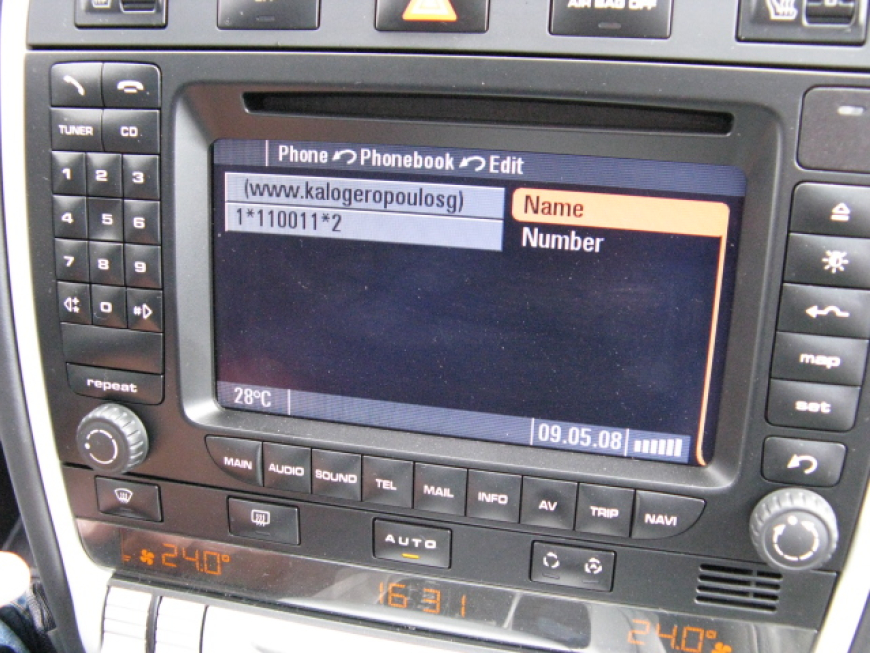 AIR BAG OFF
TUNER CD
1 2 3
4 5 6
7 8 9
0 #
repeat
Phone Phonebook Edit
(www.kalogeropoulosg)
1*110011*2
Name
Number
28°C
09.05.08
map
set
MAIN AUDIO SOUND TEL MAIL INFO AV TRIP NAVI
AUTO
24.0°
16:31
24.0°